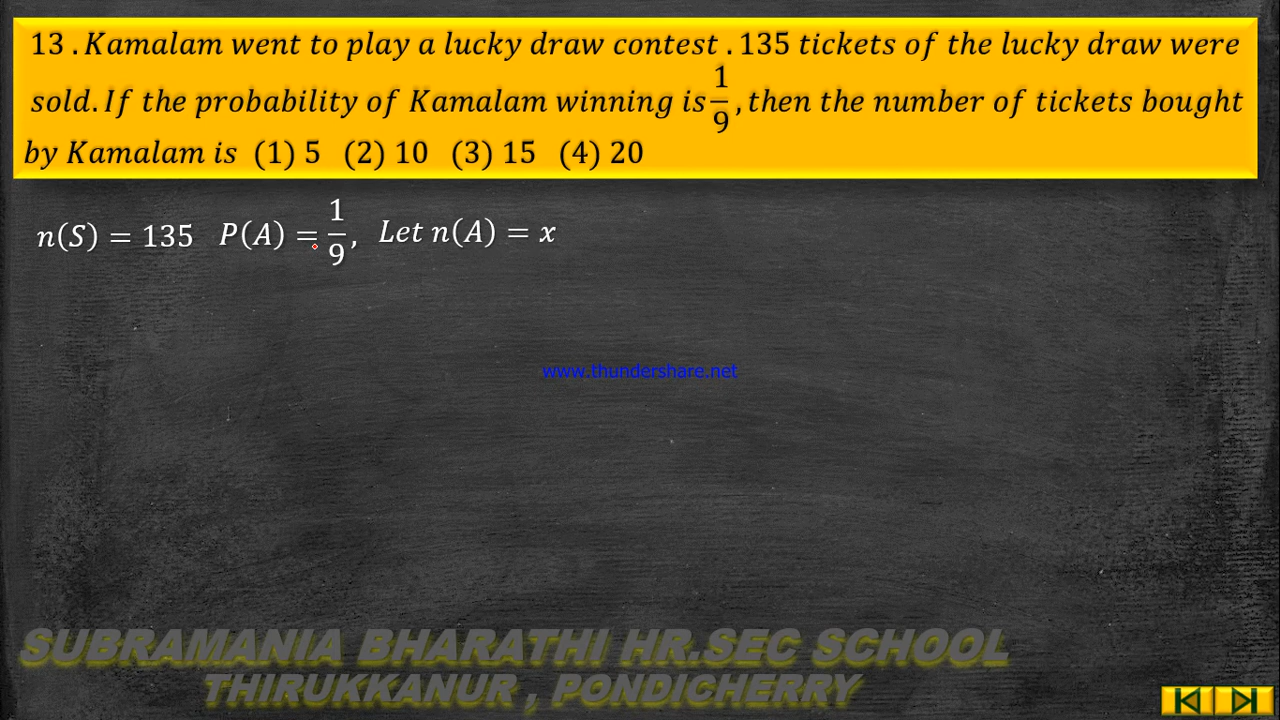 13 . Kamalam went to play a lucky draw contest . 135 tickets of the lucky draw were
sold. If the probability of Kamalam winning is 1/9 , then the number of tickets bought
by Kamalam is (1) 5 (2) 10 (3) 15 (4) 20
n(S) = 135 P(A) = 1/9 , Let n(A) = x
www.thundershare.net
SUBRAMANIA BHARATHI HR.SEC SCHOOL
THIRUKKANUR , PONDICHERRY